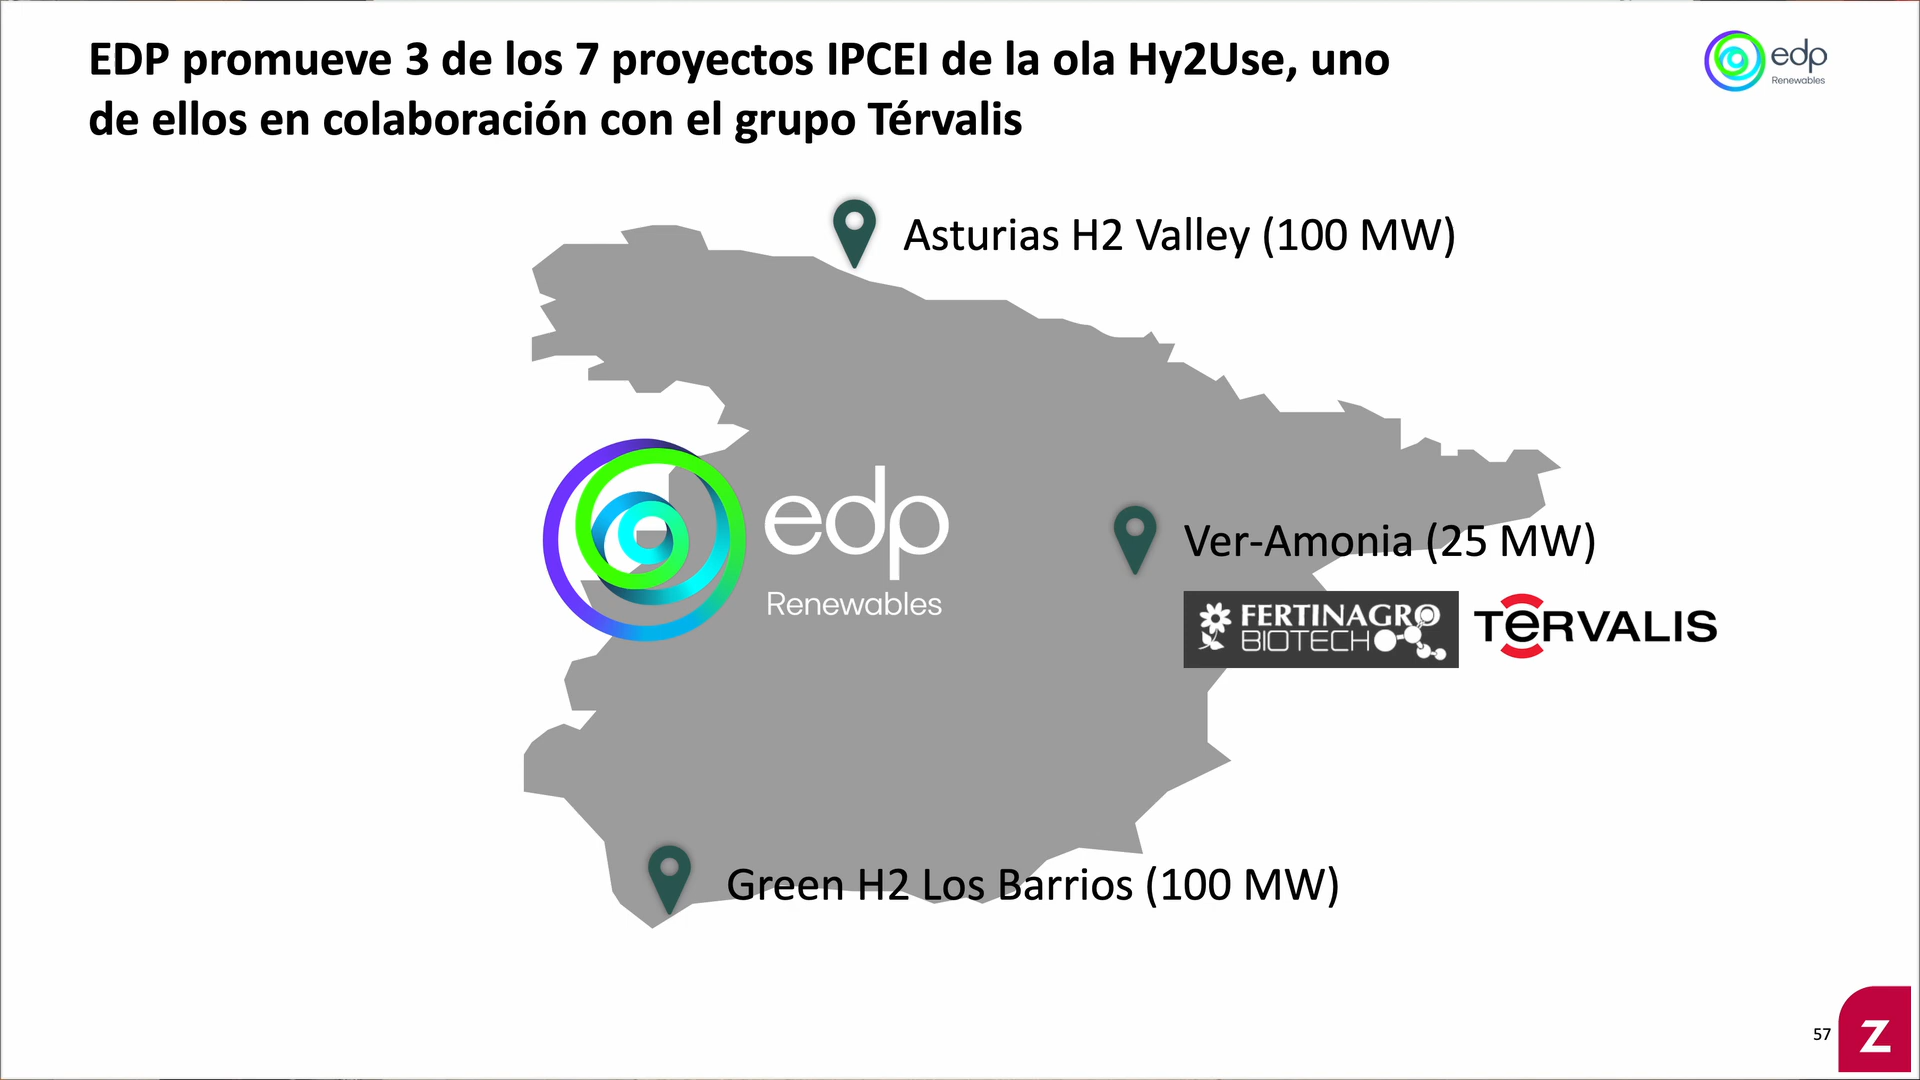 EDP promueve 3 de los 7 proyectos IPCEI de la ola Hy2Use, uno
de ellos en colaboración con el grupo Térvalis
edp
Renewables
Asturias H2 Valley (100 MW)
edp
Renewables
Ver-Amonia (25 MW)
FERTINAGRO
BIOTECH
TeRVALIS
Green H2 Los Barrios (100 MW)
57
Z